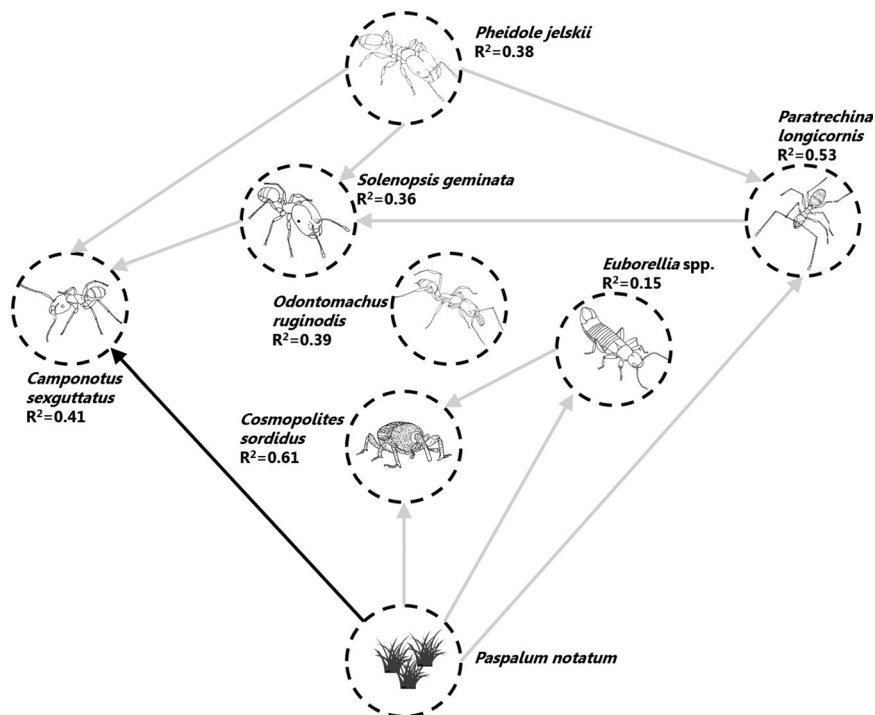 Pheidole jelskii
R²=0.38
Paratrechina
longicornis
R²=0.53
Solenopsis geminata
R²=0.36
Euborellia spp.
R²=0.15
Odontomachus
ruginodis
R²=0.39
Camponotus
sexguttatus
R²=0.41
Cosmopolites
sordidus
R²=0.61
Paspalum notatum